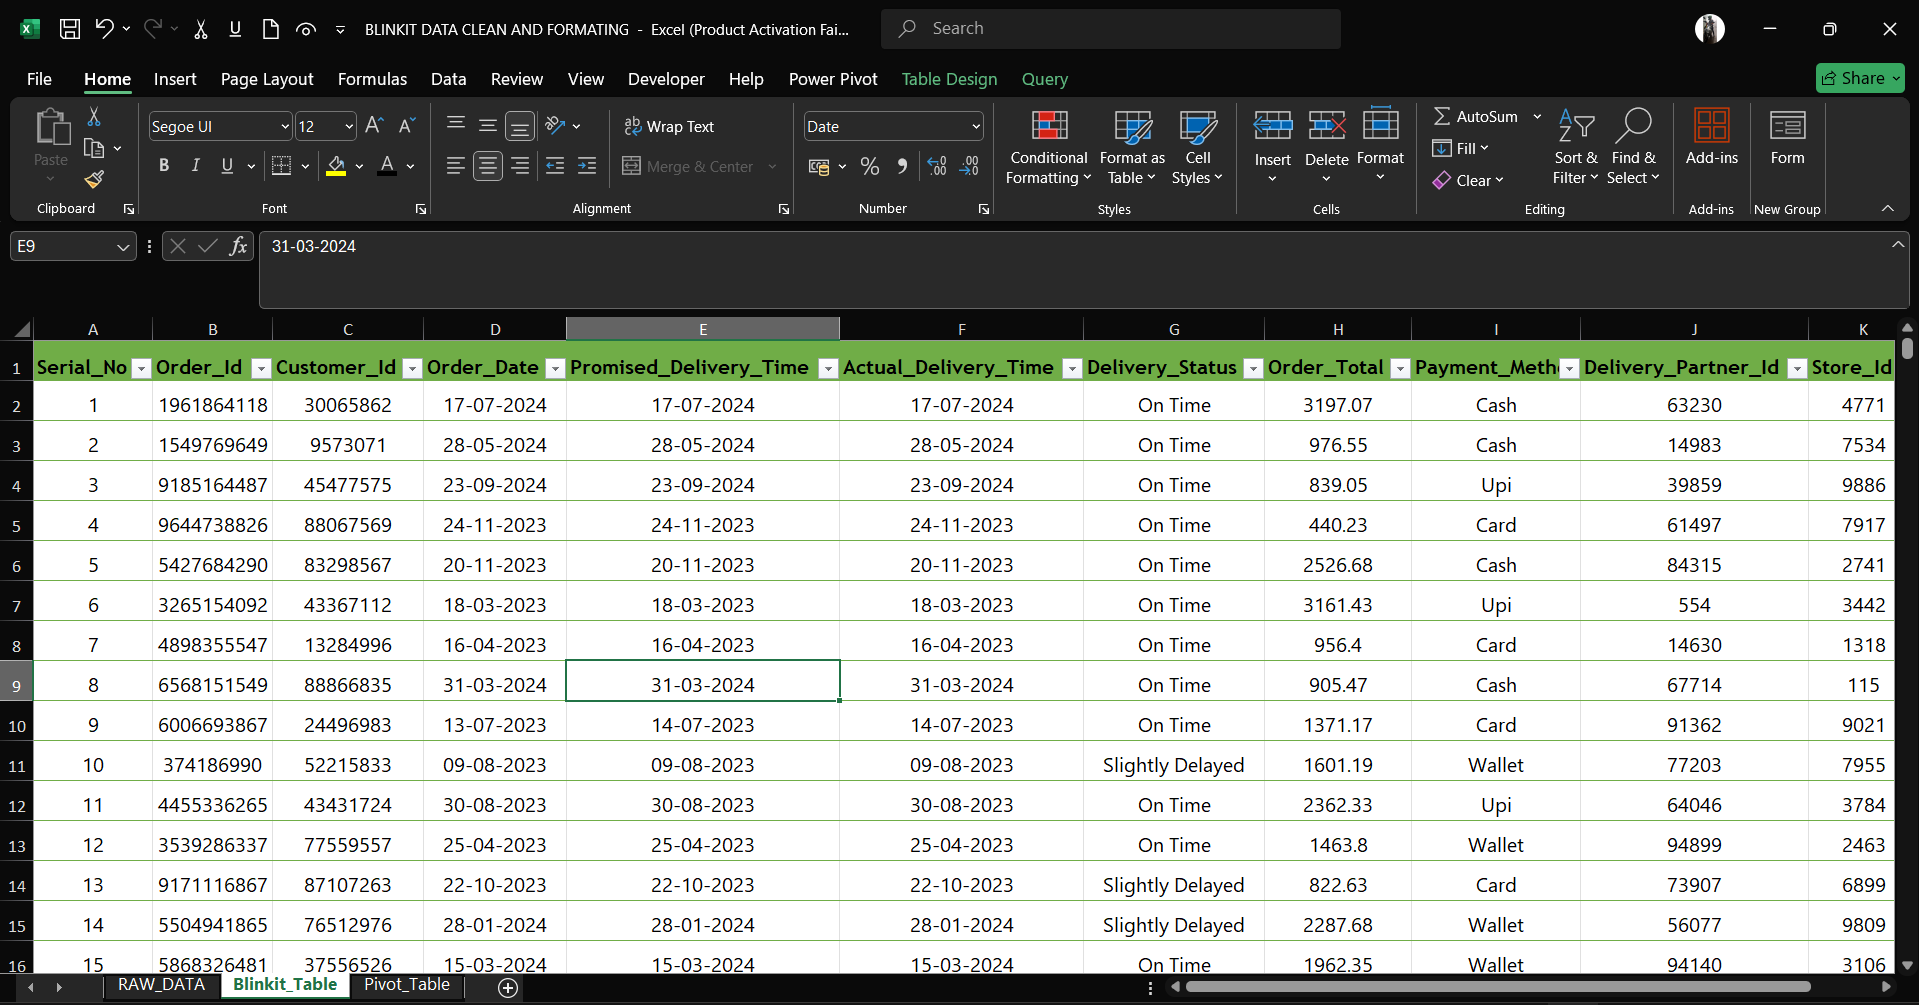 BLINKIT DATA CLEAN AND FORMATING - Excel (Product Activation Fai...
Search
File Home Insert Page Layout Formulas Data Review View Developer Help Power Pivot Table Design Query
Share
Paste
Clipboard
Segoe UI 12
B I U A
Font
Wrap Text
Merge & Center
Alignment
Date
Number
Conditional Formatting
Format as Table
Cell Styles
Styles
Insert
Delete
Format
Cells
AutoSum
Fill
Clear
Sort & Filter
Find & Select
Editing
Add-ins
Add-ins
Form
New Group
E9 fx 31-03-2024
A B C D E F G H I J K
1 Serial_No Order_Id Customer_Id Order_Date Promised_Delivery_Time Actual_Delivery_Time Delivery_Status Order_Total Payment_Meth Delivery_Partner_Id Store_Id
2 1 1961864118 30065862 17-07-2024 17-07-2024 17-07-2024 On Time 3197.07 Cash 63230 4771
3 2 1549769649 9573071 28-05-2024 28-05-2024 28-05-2024 On Time 976.55 Cash 14983 7534
4 3 9185164487 45477575 23-09-2024 23-09-2024 23-09-2024 On Time 839.05 Upi 39859 9886
5 4 9644738826 88067569 24-11-2023 24-11-2023 24-11-2023 On Time 440.23 Card 61497 7917
6 5 5427684290 83298567 20-11-2023 20-11-2023 20-11-2023 On Time 2526.68 Cash 84315 2741
7 6 3265154092 43367112 18-03-2023 18-03-2023 18-03-2023 On Time 3161.43 Upi 554 3442
8 7 4898355547 13284996 16-04-2023 16-04-2023 16-04-2023 On Time 956.4 Card 14630 1318
9 8 6568151549 88866835 31-03-2024 31-03-2024 31-03-2024 On Time 905.47 Cash 67714 115
10 9 6006693867 24496983 13-07-2023 14-07-2023 14-07-2023 On Time 1371.17 Card 91362 9021
11 10 374186990 52215833 09-08-2023 09-08-2023 09-08-2023 Slightly Delayed 1601.19 Wallet 77203 7955
12 11 4455336265 43431724 30-08-2023 30-08-2023 30-08-2023 On Time 2362.33 Upi 64046 3784
13 12 3539286337 77559557 25-04-2023 25-04-2023 25-04-2023 On Time 1463.8 Wallet 94899 2463
14 13 9171116867 87107263 22-10-2023 22-10-2023 22-10-2023 Slightly Delayed 822.63 Card 73907 6899
15 14 5504941865 76512976 28-01-2024 28-01-2024 28-01-2024 Slightly Delayed 2287.68 Wallet 56077 9809
16 15 5868326481 37556526 15-03-2024 15-03-2024 15-03-2024 On Time 1962.35 Wallet 94140 3106
RAW_DATA Blinkit_Table Pivot_Table